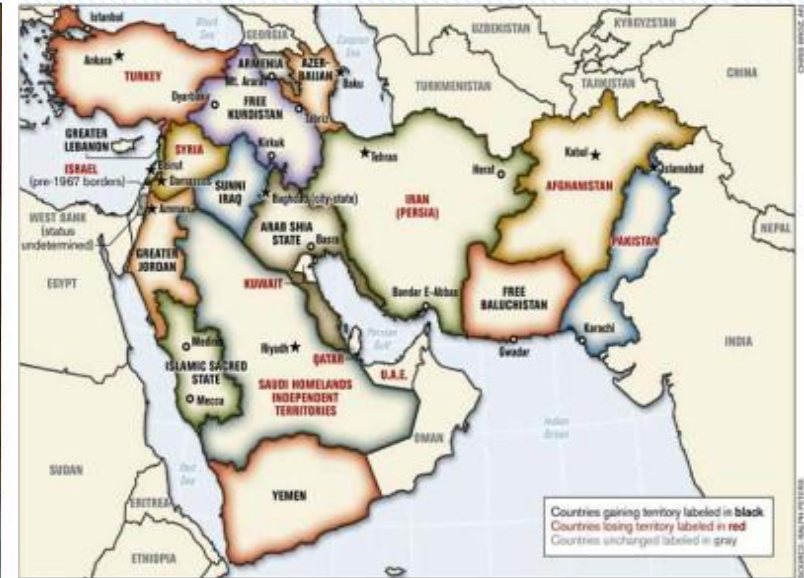 Istanbul
Black
Sea
GEORGIA
Caspian
Sea
UZBEKISTAN
KYRGYZSTAN
Ankara
TURKEY
ARMENIA
Mt. Ararat
AZER-
BAIJAN
Baku
TURKMENISTAN
TAJIKISTAN
CHINA
Dyarbakir
FREE
KURDISTAN
Tabriz
GREATER
LEBANON
SYRIA
Kirkuk
Tehran
Herat
Kabul
Islamabad
ISRAEL
(pre-1967 borders)
Beirut
Damascus
SUNNI
IRAQ
Baghdad (city-state)
IRAN
(PERSIA)
AFGHANISTAN
WEST BANK
(status
undetermined)
Amman
ARAB SHIA
STATE
Basra
PAKISTAN
NEPAL
GREATER
JORDAN
EGYPT
KUWAIT
Bandar E-Abbas
FREE
BALUCHISTAN
Karachi
INDIA
Medina
Riyadh
Persian
Gulf
Gwadar
ISLAMIC SACRED
STATE
QATAR
U.A.E.
Mecca
SAUDI HOMELANDS
INDEPENDENT
TERRITORIES
OMAN
Indian
Ocean
SUDAN
Red
Sea
YEMEN
ERITREA
ETHIOPIA
Countries gaining territory labeled in black
Countries losing territory labeled in red
Countries unchanged labeled in gray